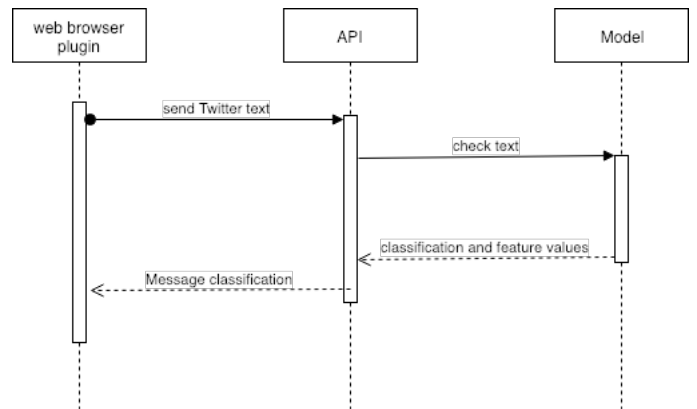 web browser
plugin
API
Model
send Twitter text
check text
classification and feature values
Message classification